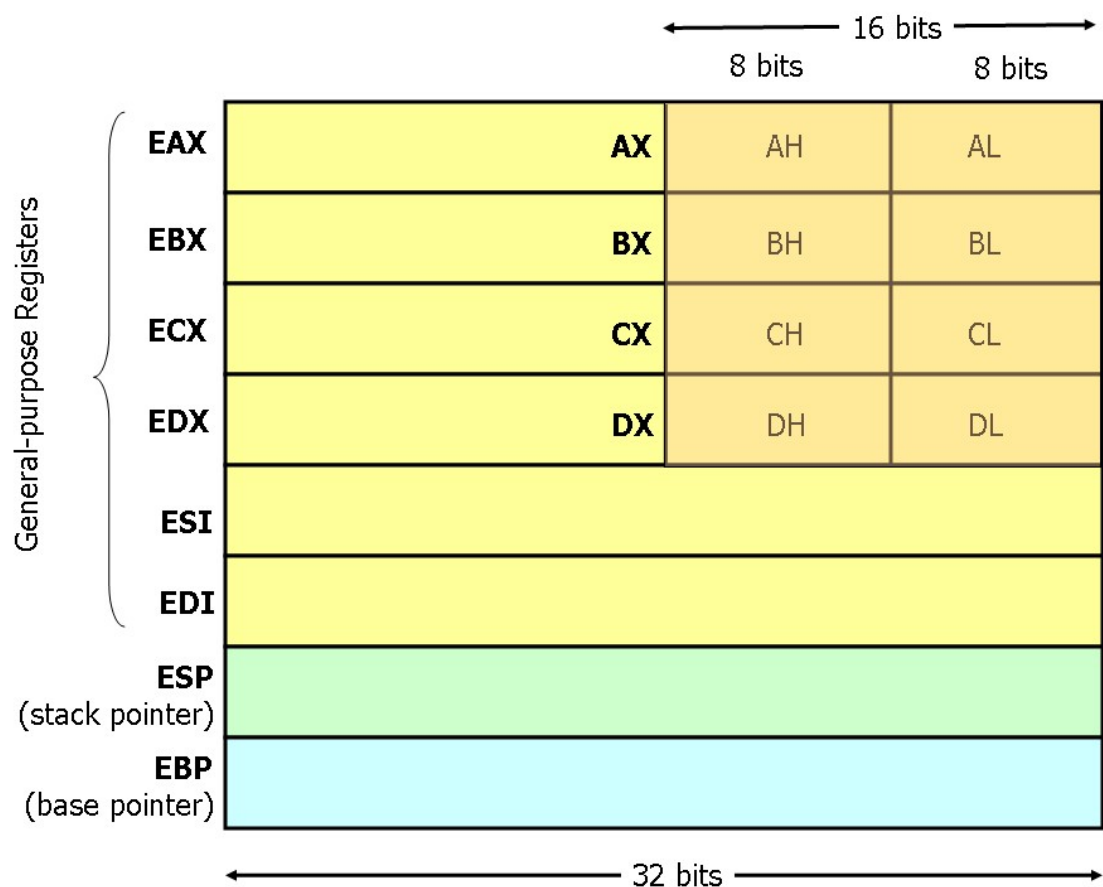 16 bits
8 bits 8 bits
General-purpose Registers
EAX AX AH AL
EBX BX BH BL
ECX CX CH CL
EDX DX DH DL
ESI
EDI
ESP
(stack pointer)
EBP
(base pointer)
32 bits